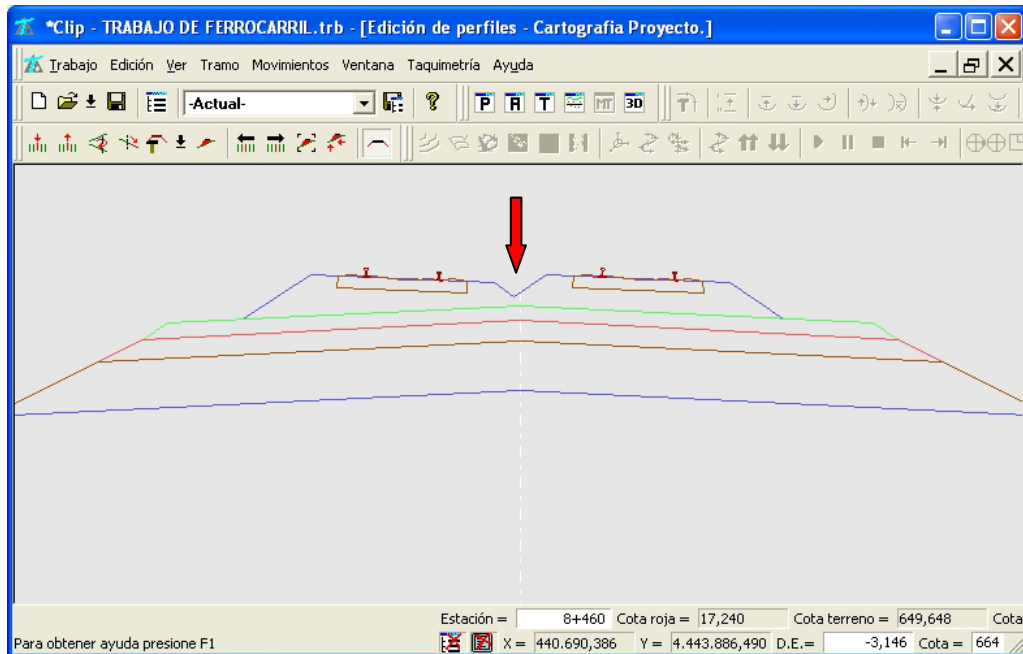 *Clip - TRABAJO DE FERROCARRIL.trb - [Edición de perfiles - Cartografia Proyecto.]
Trabajo Edición Ver Tramo Movimientos Ventana Taquimetría Ayuda
-Actual- ? P A T MT 3D
Estación = 8+460 Cota roja = 17,240 Cota terreno = 649,648 Cota
Para obtener ayuda presione F1 X = 440.690,386 Y = 4.443.886,490 D.E.= -3,146 Cota = 664